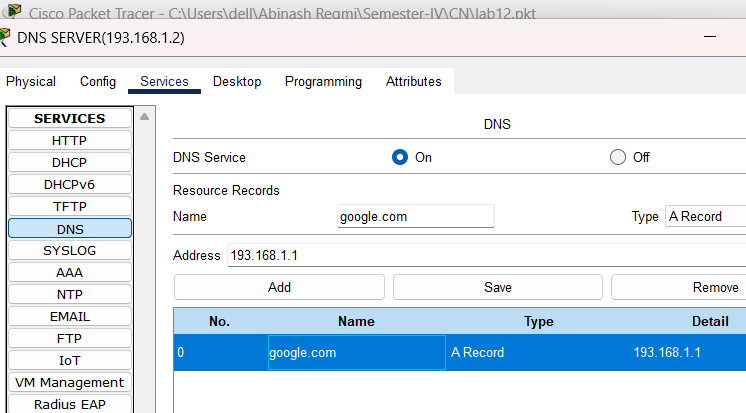 Cisco Packet Tracer - C:\Users\dell\Abinash Regmi\Semester-IV\CN\lab12.pkt
DNS SERVER(193.168.1.2)
Physical Config Services Desktop Programming Attributes
SERVICES
HTTP
DHCP
DHCPv6
TFTP
DNS
SYSLOG
AAA
NTP
EMAIL
FTP
IoT
VM Management
Radius EAP
DNS
DNS Service On Off
Resource Records
Name google.com Type A Record
Address 193.168.1.1
Add Save Remove
No. Name Type Detail
0 google.com A Record 193.168.1.1